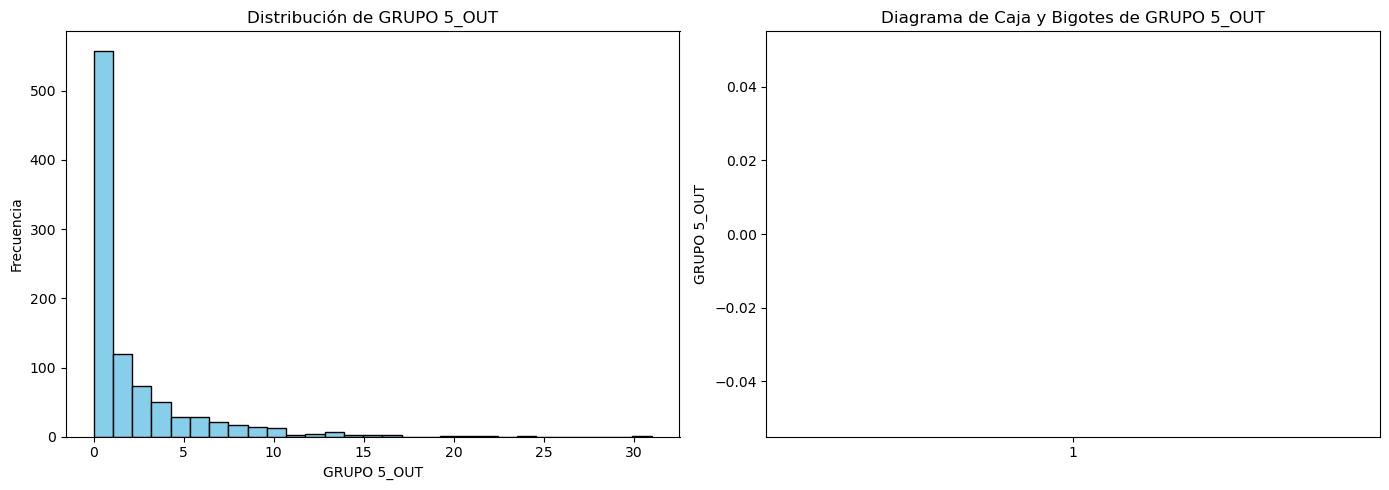 Distribución de GRUPO 5_OUT
500
400
300
200
100
0
Frecuencia
0 5 10 15 20 25 30
GRUPO 5_OUT
Diagrama de Caja y Bigotes de GRUPO 5_OUT
0.04
0.02
0.00
−0.02
−0.04
GRUPO 5_OUT
1